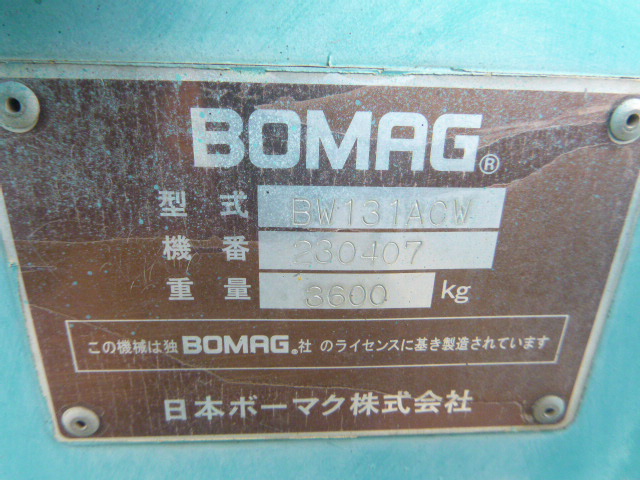 BOMAG®
型式 BW131ACW
機番 230407
重量 3600 kg
この機械は独BOMAG®社 のライセンスに基き製造されています
日本ボーマク株式会社